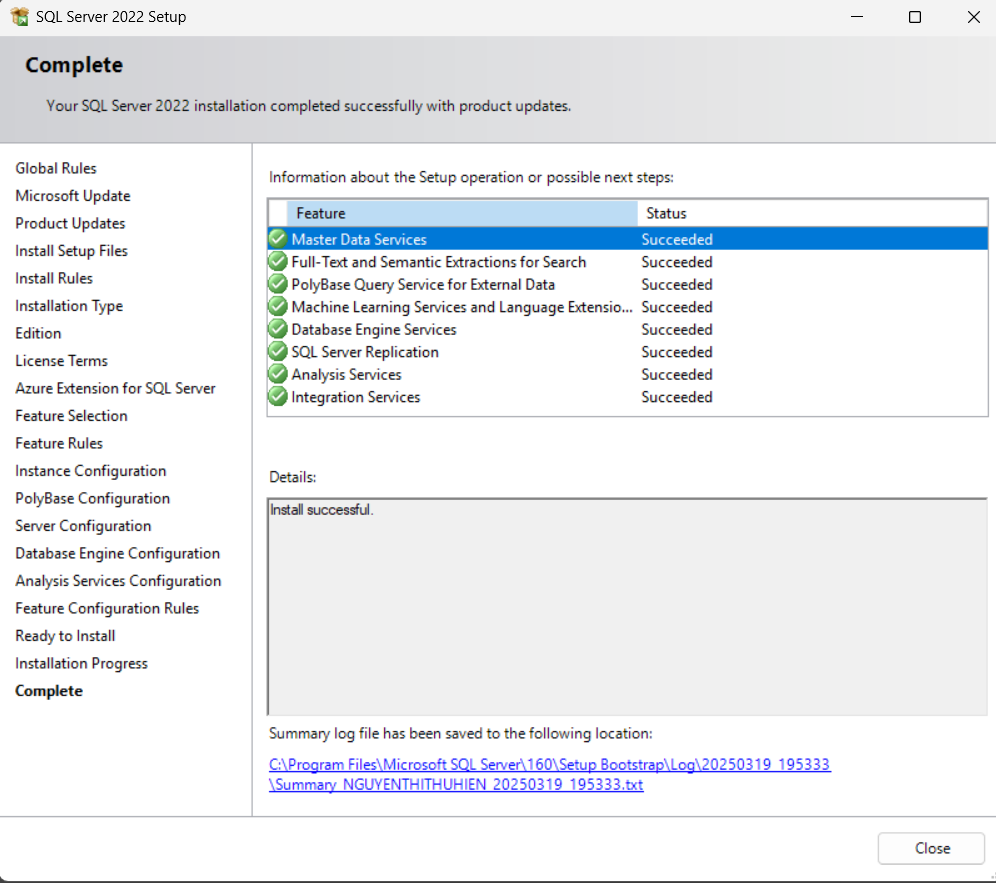 SQL Server 2022 Setup
Complete
Your SQL Server 2022 installation completed successfully with product updates.
Global Rules
Microsoft Update
Product Updates
Install Setup Files
Install Rules
Installation Type
Edition
License Terms
Azure Extension for SQL Server
Feature Selection
Feature Rules
Instance Configuration
PolyBase Configuration
Server Configuration
Database Engine Configuration
Analysis Services Configuration
Feature Configuration Rules
Ready to Install
Installation Progress
Complete
Information about the Setup operation or possible next steps:
Feature Status
Master Data Services Succeeded
Full-Text and Semantic Extractions for Search Succeeded
PolyBase Query Service for External Data Succeeded
Machine Learning Services and Language Extensio... Succeeded
Database Engine Services Succeeded
SQL Server Replication Succeeded
Analysis Services Succeeded
Integration Services Succeeded
Details:
Install successful.
Summary log file has been saved to the following location:
C:\Program Files\Microsoft SQL Server\160\Setup Bootstrap\Log\20250319_195333
\Summary_NGUYENTHITHUHIEN_20250319_195333.txt
Close